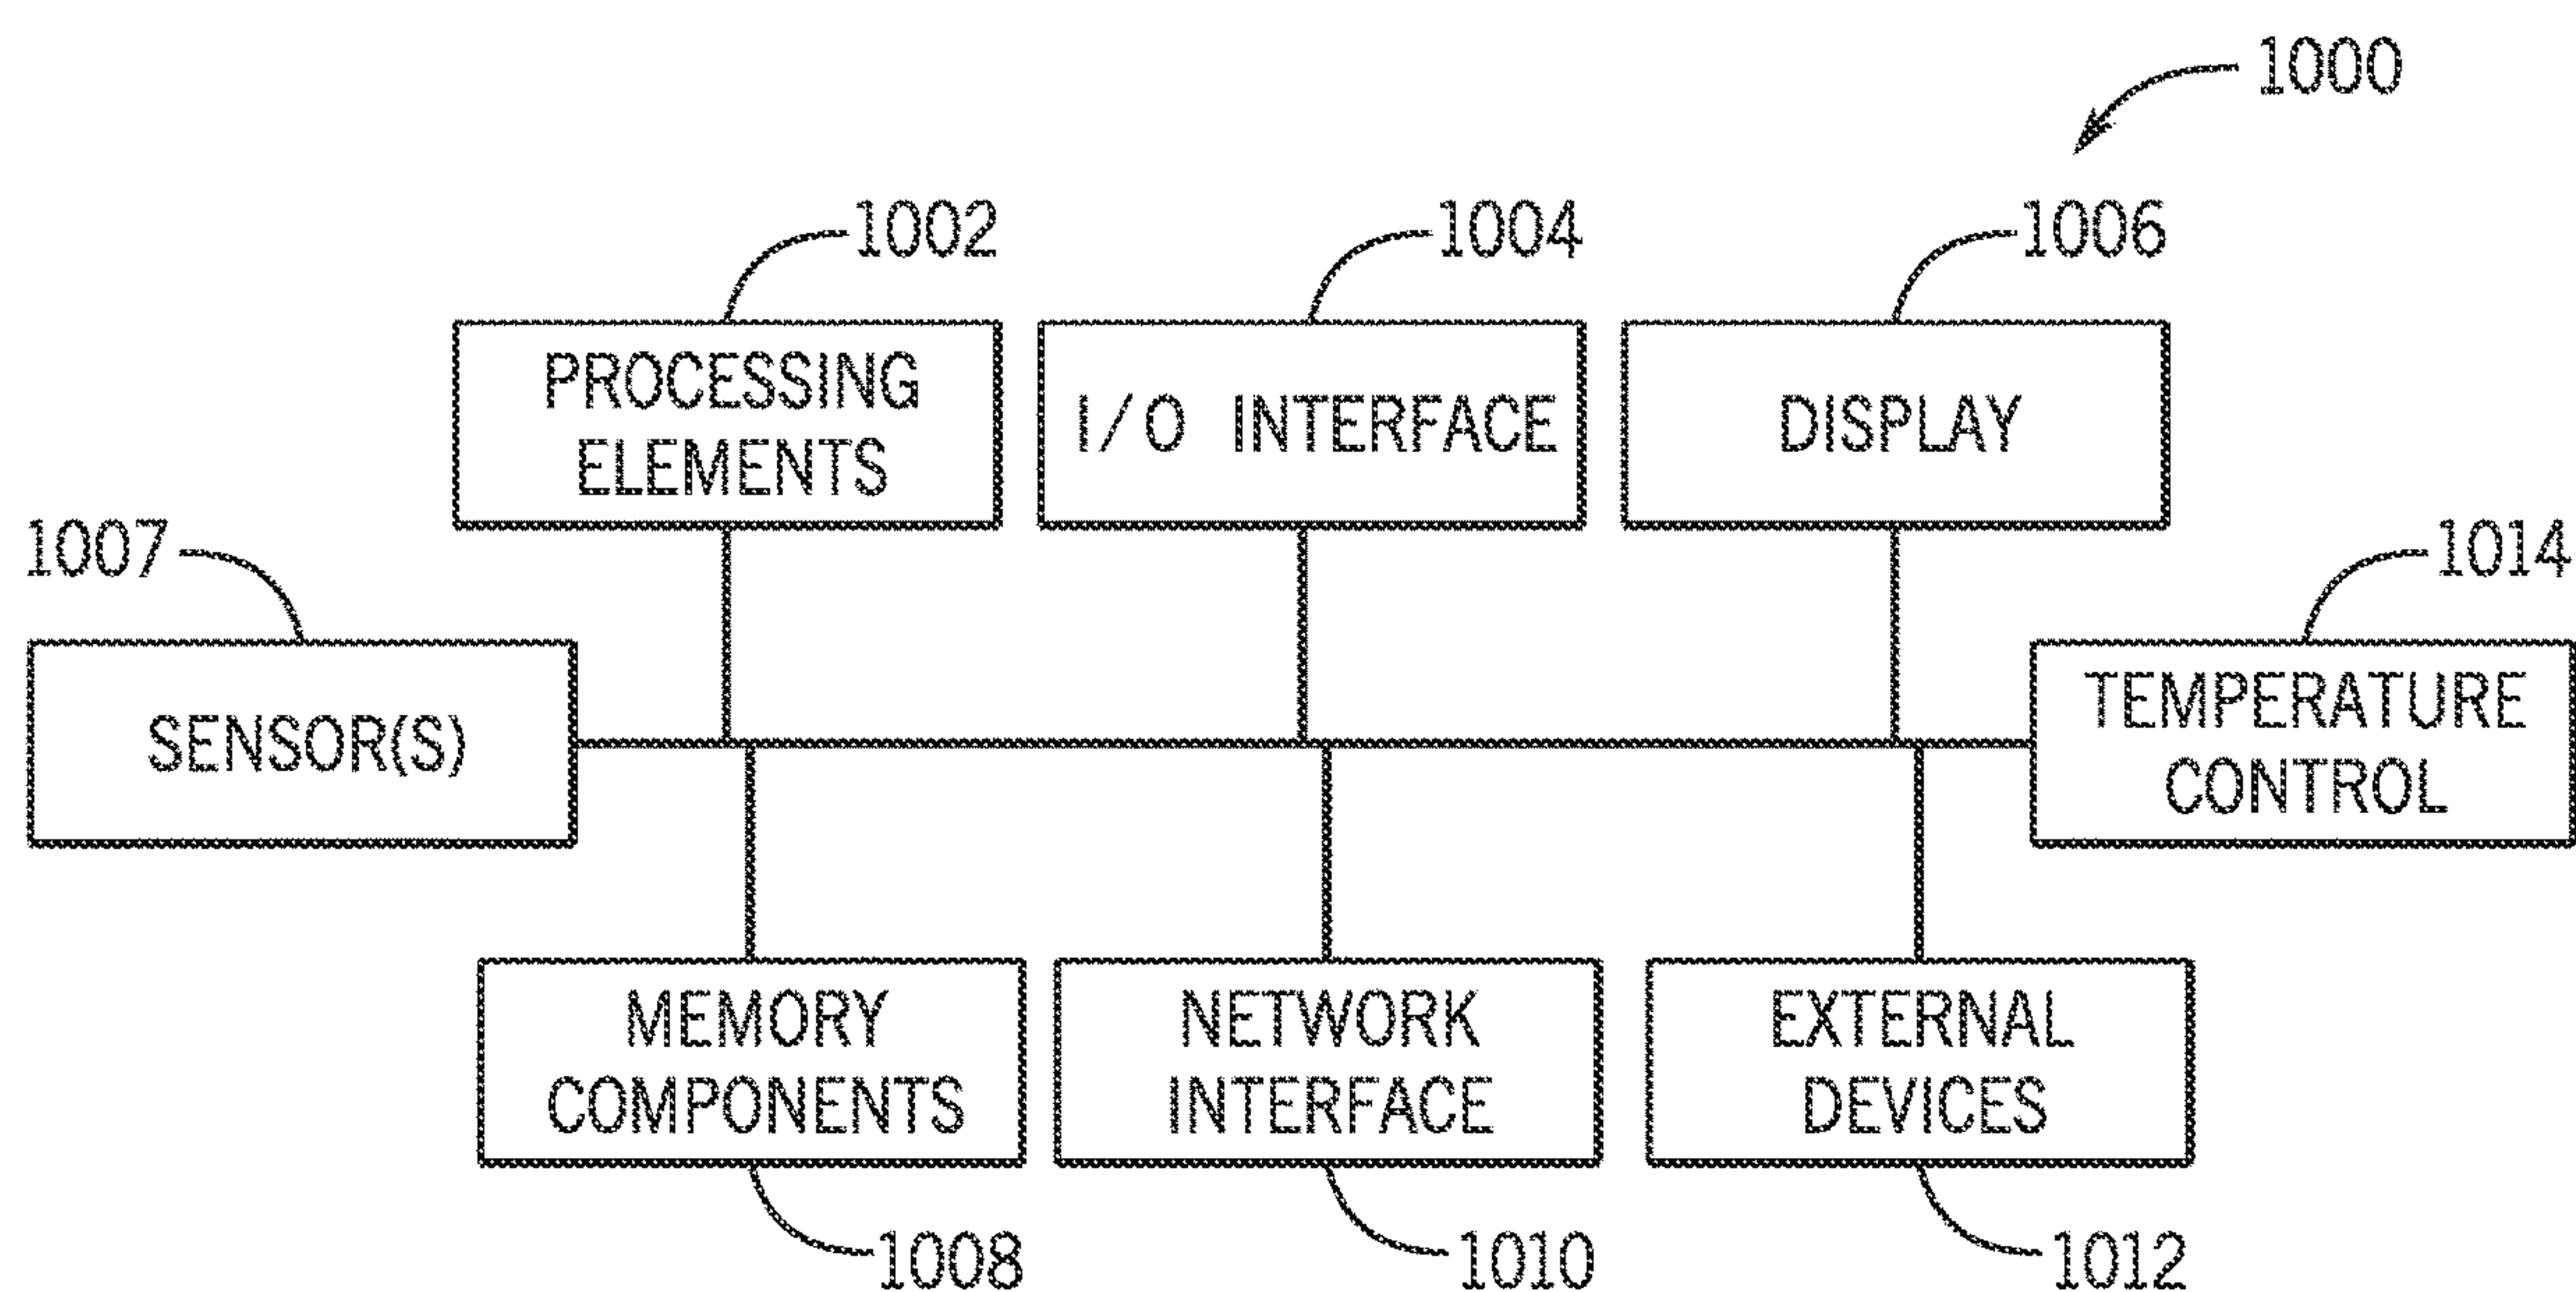 1000
1002
1004
1006
PROCESSING
ELEMENTS
I/O INTERFACE
DISPLAY
1007
1014
SENSOR(S)
TEMPERATURE
CONTROL
MEMORY
COMPONENTS
NETWORK
INTERFACE
EXTERNAL
DEVICES
1008
1010
1012